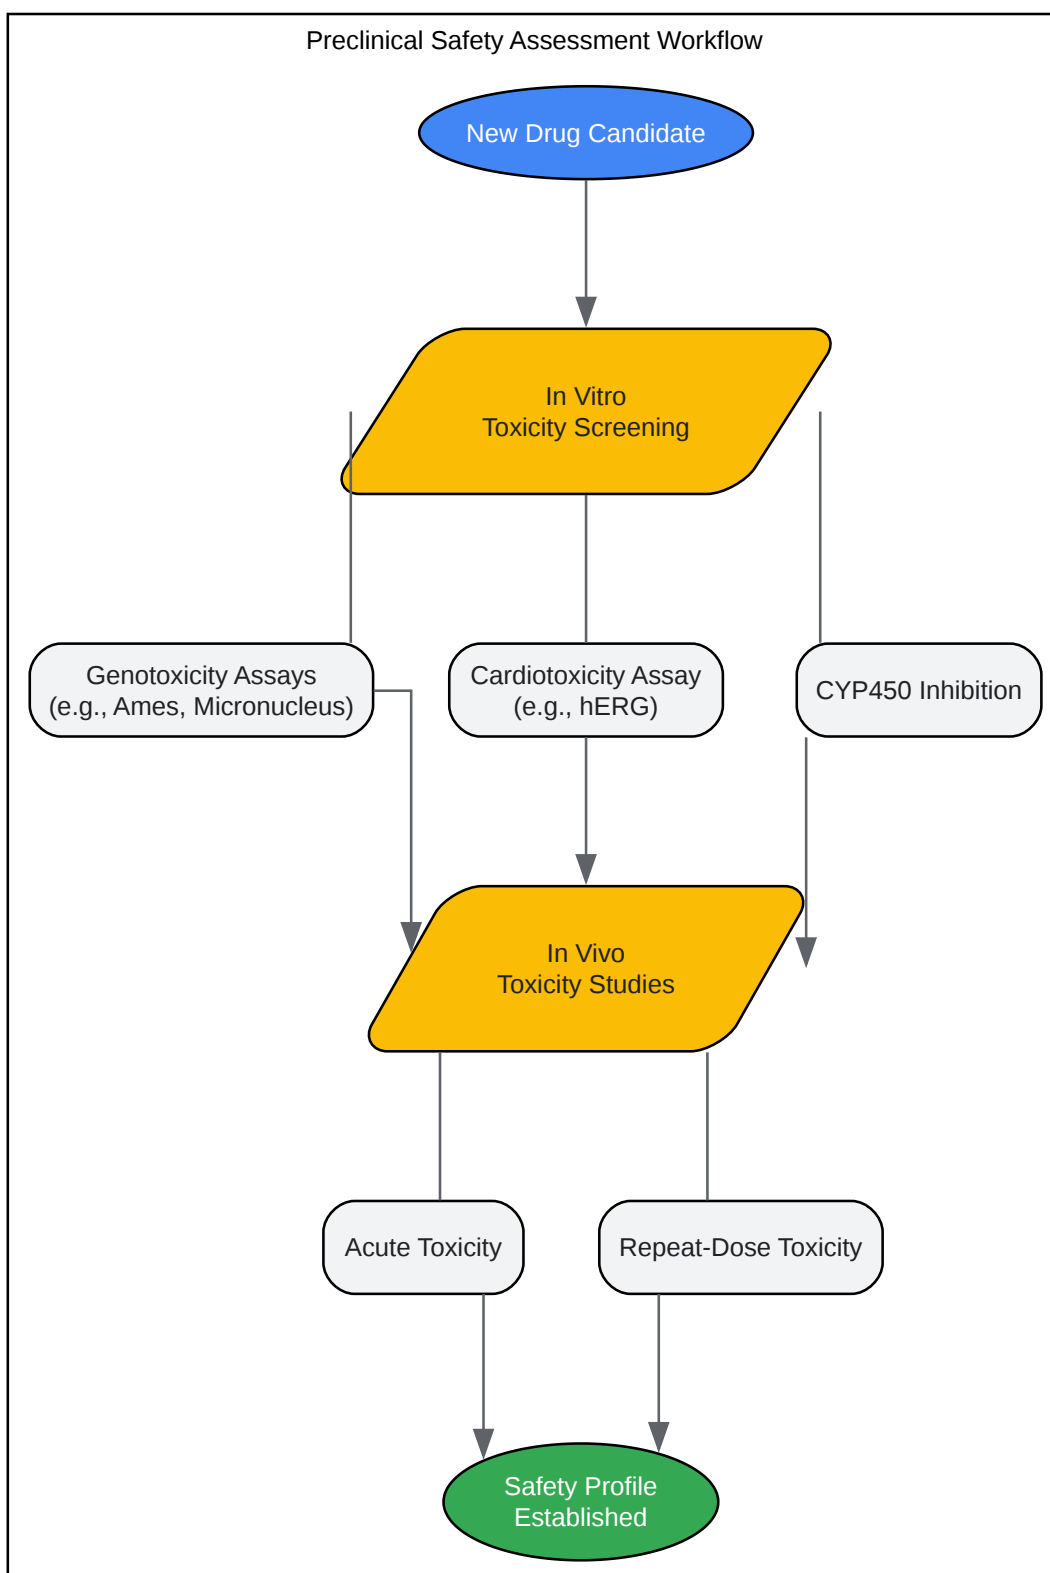 Preclinical Safety Assessment Workflow
New Drug Candidate
In Vitro
Toxicity Screening
Genotoxicity Assays
(e.g., Ames, Micronucleus)
Cardiotoxicity Assay
(e.g., hERG)
CYP450 Inhibition
In Vivo
Toxicity Studies
Acute Toxicity
Repeat-Dose Toxicity
Safety Profile
Established